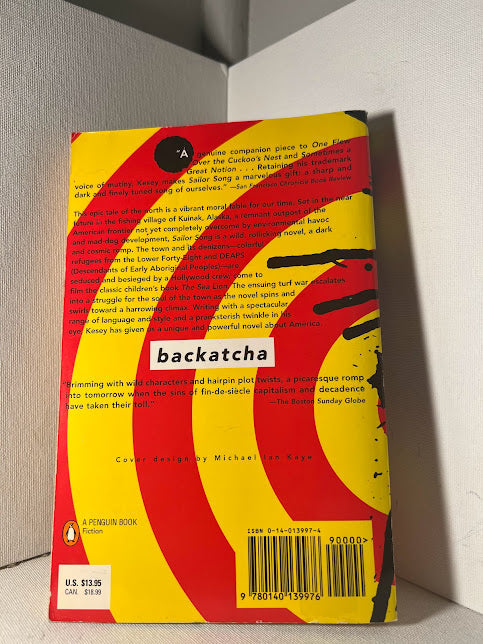 "A genuine companion piece to One Flew
Over the Cuckoo's Nest and Sometimes a
Great Notion . . . Retaining his trademark
voice of mutiny, Kesey makes Sailor Song a marvelous gift: a sharp and
dark and finely tuned song of ourselves." —San Francisco Chronicle Book Review
This epic tale of the north is a vibrant moral fable for our time. Set in the near
future in the fishing village of Kuinak, Alaska, a remnant outpost of the
American frontier not yet completely overcome by environmental havoc
and mad-dog development, Sailor Song is a wild, rollicking novel, a dark
and cosmic romp. The town and its denizens—colorful
refugees from the Lower Forty-Eight and DEAPS
(Descendants of Early Aboriginal Peoples)—are
seduced and besieged by a Hollywood crew, come to
film the classic children's book The Sea Lion. The ensuing turf war escalates
into a struggle for the soul of the town as the novel spins and
swirls toward a harrowing climax. Writing with a spectacular
range of language and style and a pranksterish twinkle in his
eye, Kesey has given us a unique and powerful novel about America.
backatcha
"Brimming with wild characters and hairpin plot twists, a picaresque romp
into tomorrow when the sins of fin-de-siècle capitalism and decadence
have taken their toll." —The Boston Sunday Globe
Cover design by Michael Ian Kaye
A PENGUIN BOOK
Fiction
ISBN 0-14-013997-4
90000>
9 780140 139976
U.S. $13.95
CAN. $18.99